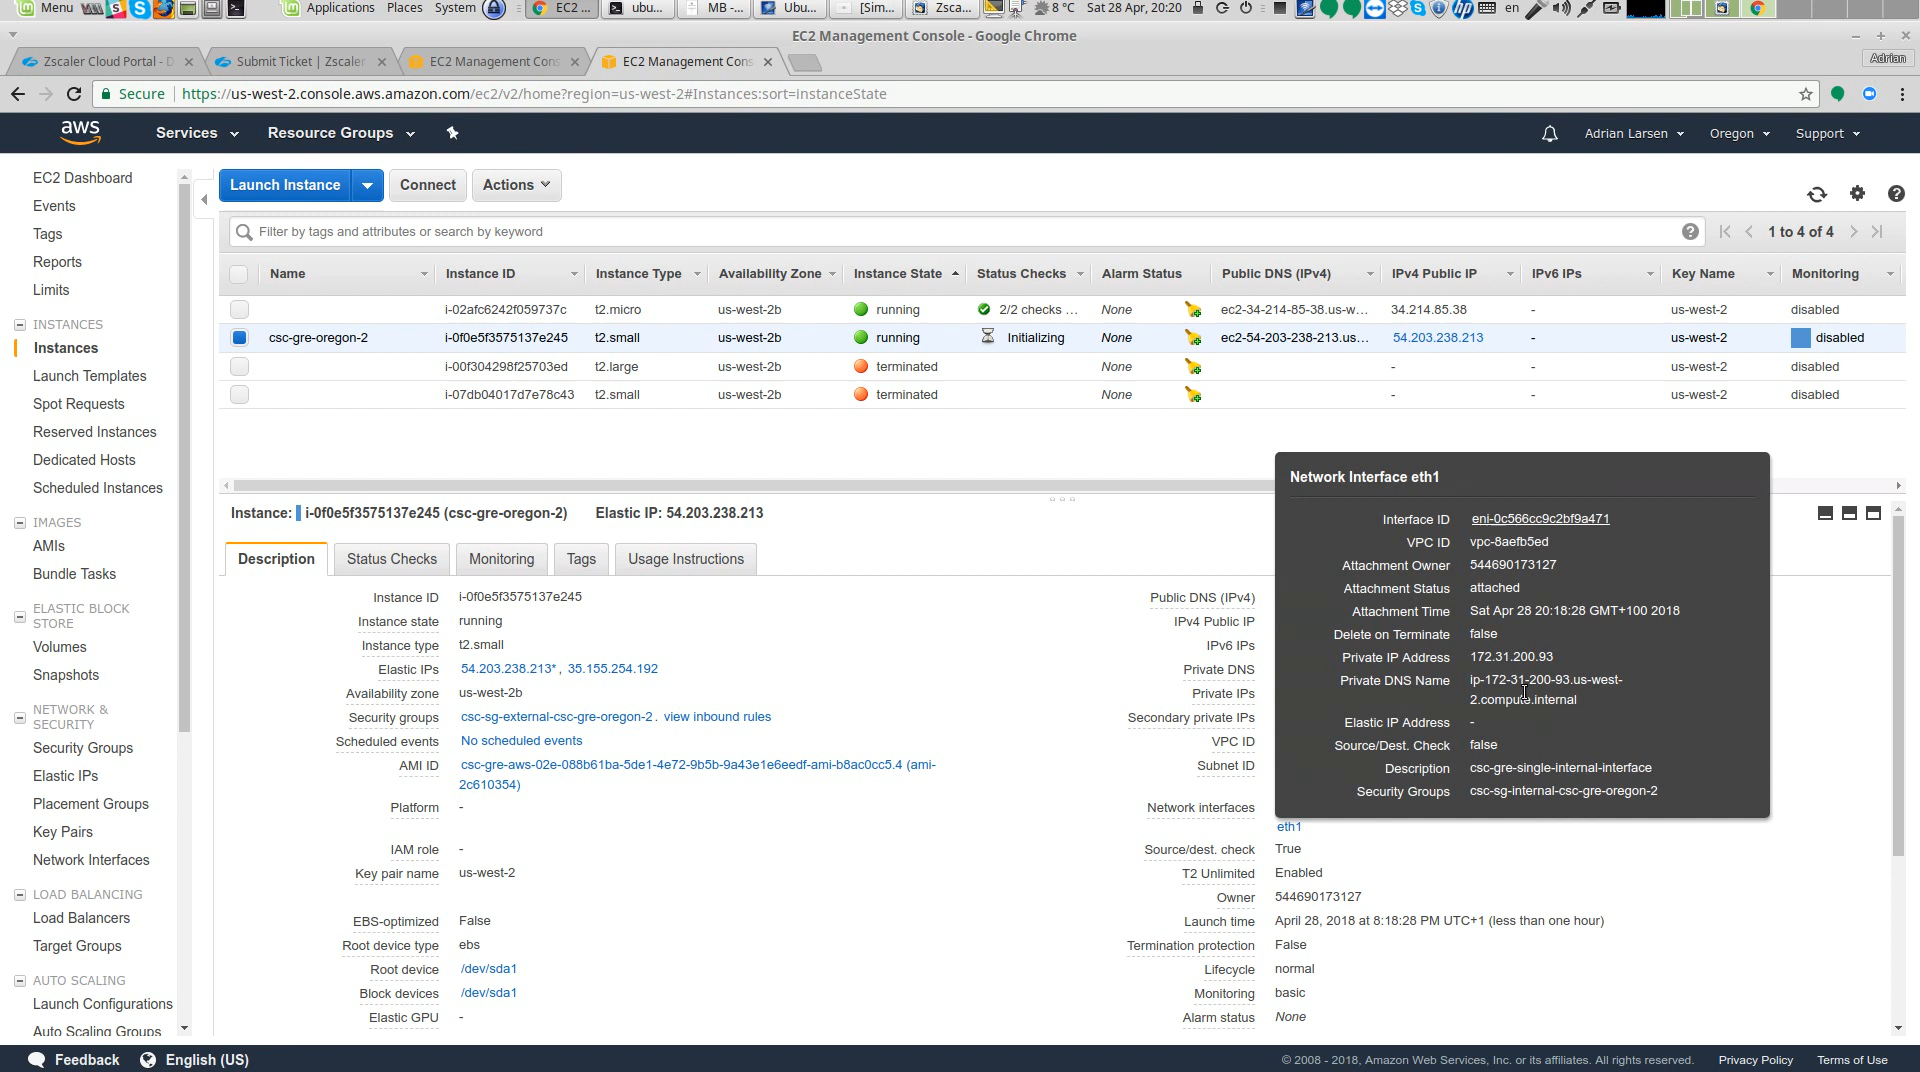 Menu Applications Places System EC2 ... ubu... MB -... Ubu... [Sim... Zsca... 8 °C Sat 28 Apr, 20:20 en
EC2 Management Console - Google Chrome
Zscaler Cloud Portal - D Submit Ticket | Zscaler EC2 Management Cons EC2 Management Cons Adrian
Secure https://us-west-2.console.aws.amazon.com/ec2/v2/home?region=us-west-2#Instances:sort=instanceState
aws Services Resource Groups Adrian Larsen Oregon Support
EC2 Dashboard
Events
Tags
Reports
Limits
INSTANCES
Instances
Launch Templates
Spot Requests
Reserved Instances
Dedicated Hosts
Scheduled Instances
IMAGES
AMIs
Bundle Tasks
ELASTIC BLOCK
STORE
Volumes
Snapshots
NETWORK &
SECURITY
Security Groups
Elastic IPs
Placement Groups
Key Pairs
Network Interfaces
LOAD BALANCING
Load Balancers
Target Groups
AUTO SCALING
Launch Configurations
Auto Scaling Groups
Launch Instance Connect Actions
Filter by tags and attributes or search by keyword 1 to 4 of 4
Name Instance ID Instance Type Availability Zone Instance State Status Checks Alarm Status Public DNS (IPv4) IPv4 Public IP IPv6 IPs Key Name Monitoring
i-02afc6242f059737c t2.micro us-west-2b running 2/2 checks ... None ec2-34-214-85-38.us-w... 34.214.85.38 - us-west-2 disabled
csc-gre-oregon-2 i-0f0e5f3575137e245 t2.small us-west-2b running Initializing None ec2-54-203-238-213.us... 54.203.238.213 - us-west-2 disabled
i-00f304298f25703ed t2.large us-west-2b terminated None - - us-west-2 disabled
i-07db04017d7e78c43 t2.small us-west-2b terminated None - - us-west-2 disabled
Instance: i-0f0e5f3575137e245 (csc-gre-oregon-2) Elastic IP: 54.203.238.213
Description Status Checks Monitoring Tags Usage Instructions
Instance ID i-0f0e5f3575137e245
Instance state running
Instance type t2.small
Elastic IPs 54.203.238.213* , 35.155.254.192
Availability zone us-west-2b
Security groups csc-sg-external-csc-gre-oregon-2 . view inbound rules
Scheduled events No scheduled events
AMI ID csc-gre-aws-02e-088b61ba-5de1-4e72-9b5b-9a43e1e6eedf-ami-b8ac0cc5.4 (ami-
2c610354)
Platform -
IAM role -
Key pair name us-west-2
EBS-optimized False
Root device type ebs
Root device /dev/sda1
Block devices /dev/sda1
Elastic GPU -
Public DNS (IPv4)
IPv4 Public IP
IPv6 IPs
Private DNS
Private IPs
Secondary private IPs
VPC ID
Subnet ID
Network interfaces
eth1
Source/dest. check True
T2 Unlimited Enabled
Owner 544690173127
Launch time April 28, 2018 at 8:18:28 PM UTC+1 (less than one hour)
Termination protection False
Lifecycle normal
Monitoring basic
Alarm status None
Network Interface eth1
Interface ID eni-0c566cc9c2bf9a471
VPC ID vpc-8aefb5ed
Attachment Owner 544690173127
Attachment Status attached
Attachment Time Sat Apr 28 20:18:28 GMT+100 2018
Delete on Terminate false
Private IP Address 172.31.200.93
Private DNS Name ip-172-31-200-93.us-west-
2.compute.internal
Elastic IP Address -
Source/Dest. Check false
Description csc-gre-single-internal-interface
Security Groups csc-sg-internal-csc-gre-oregon-2
Feedback English (US) © 2008 - 2018, Amazon Web Services, Inc. or its affiliates. All rights reserved. Privacy Policy Terms of Use